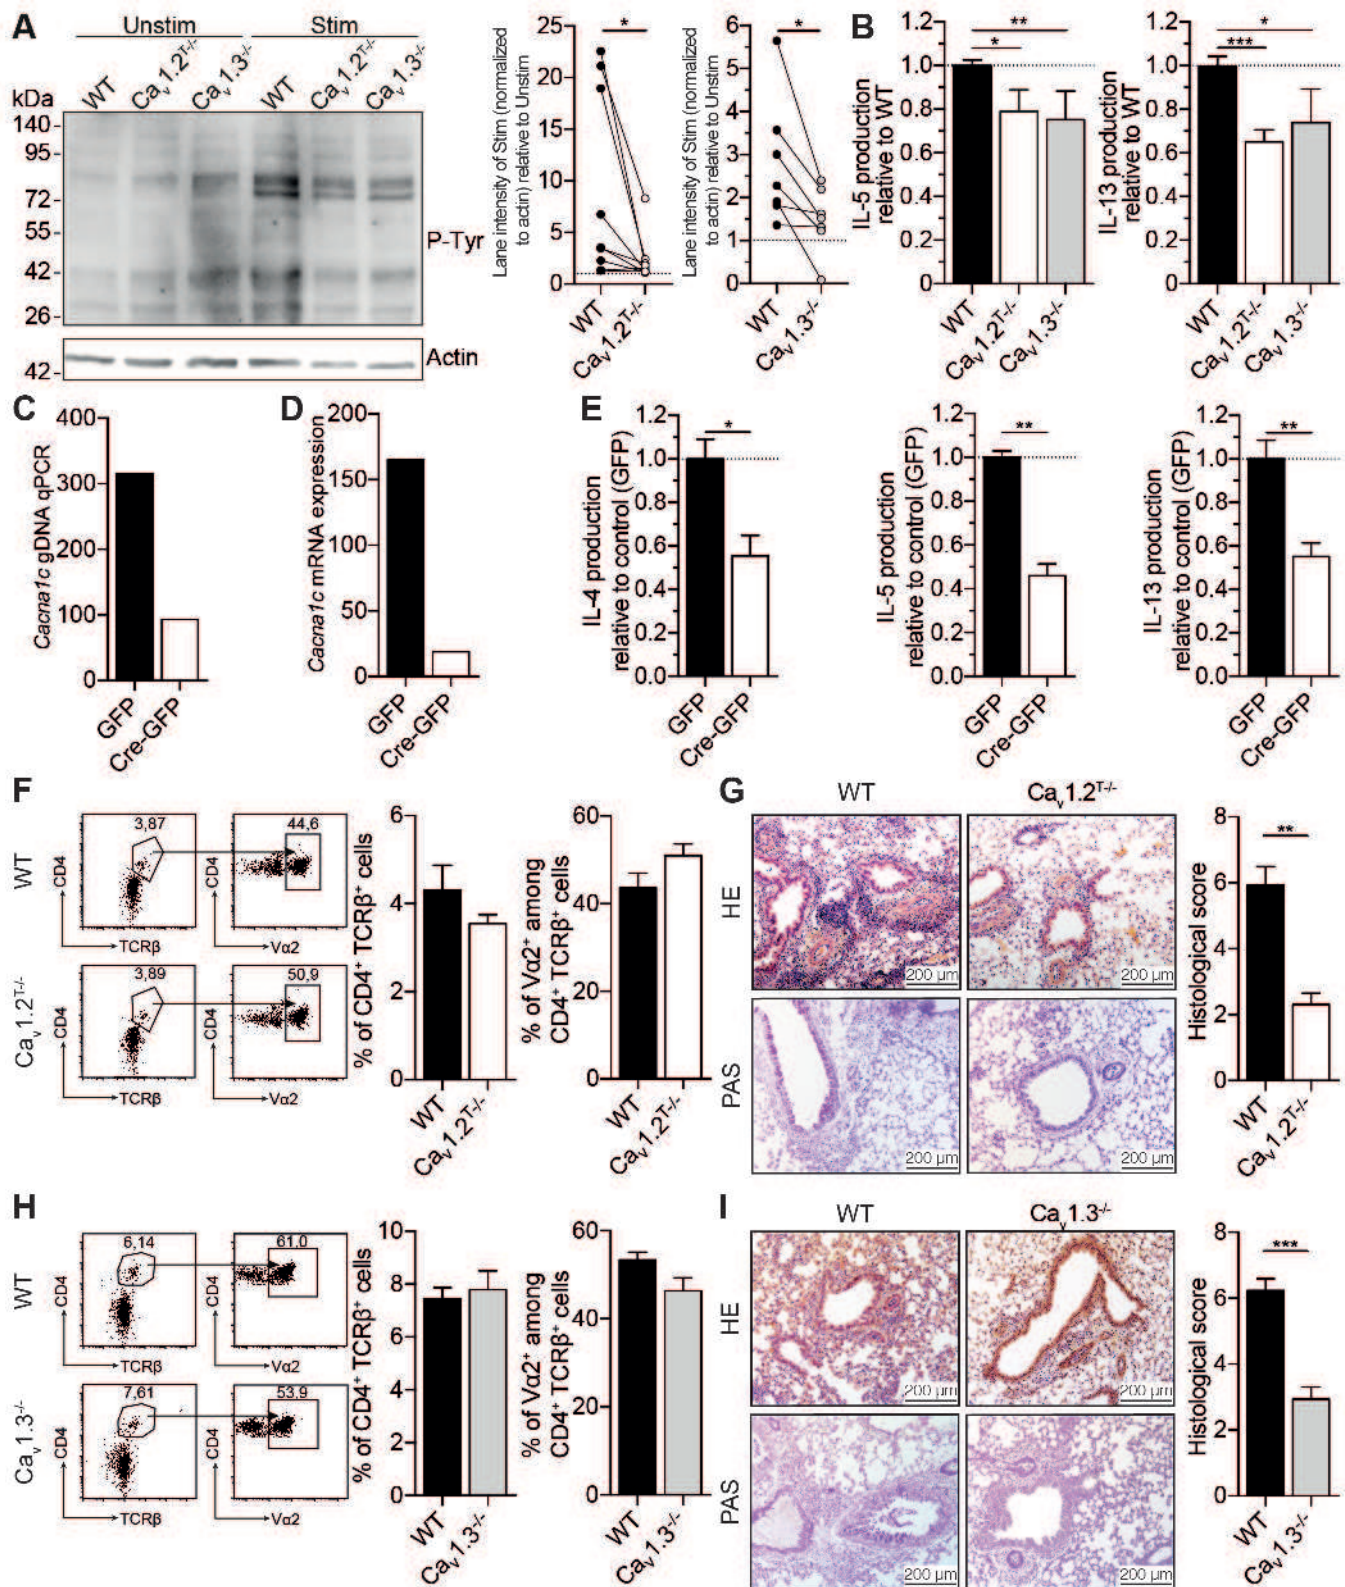 A
Unstim Stim
WT Cav1.2T-/- Cav1.3-/- WT Cav1.2T-/- Cav1.3-/-
kDa
140
95
72
55
42
26
P-Tyr
42
Actin
Lane intensity of Stim (normalized
to actin) relative to Unstim
25
20
15
10
5
0
*
WT Cav1.2T-/-
Lane intensity of Stim (normalized
to actin) relative to Unstim
6
5
4
3
2
1
0
*
WT Cav1.3-/-
B
IL-5 production
relative to WT
1.2
1.0
0.8
0.6
0.4
0.2
0
**
*
WT Cav1.2T-/- Cav1.3-/-
IL-13 production
relative to WT
1.2
1.0
0.8
0.6
0.4
0.2
0
*
***
WT Cav1.2T-/- Cav1.3-/-
C
Cacna1c gDNA qPCR
400
300
200
100
0
GFP Cre-GFP
D
Cacna1c mRNA expression
200
150
100
50
0
GFP Cre-GFP
E
IL-4 production
relative to control (GFP)
1.2
1.0
0.8
0.6
0.4
0.2
0.0
*
GFP Cre-GFP
IL-5 production
relative to control (GFP)
1.2
1.0
0.8
0.6
0.4
0.2
0.0
**
GFP Cre-GFP
IL-13 production
relative to control (GFP)
1.2
1.0
0.8
0.6
0.4
0.2
0.0
**
GFP Cre-GFP
F
WT
3,87
44,6
CD4 TCRβ CD4 Vα2
Cav1.2T-/-
3,89
50,9
CD4 TCRβ CD4 Vα2
% of CD4+ TCRβ+ cells
6
4
2
0
WT Cav1.2T-/-
% of Vα2+ among
CD4+ TCRβ+ cells
60
40
20
0
WT Cav1.2T-/-
G
WT Cav1.2T-/-
HE
200 µm 200 µm
PAS
200 µm 200 µm
Histological score
8
6
4
2
0
**
WT Cav1.2T-/-
H
WT
6,14
61,0
CD4 TCRβ CD4 Vα2
Cav1.3-/-
7,61
53,9
CD4 TCRβ CD4 Vα2
% of CD4+ TCRβ+ cells
10
8
6
4
2
0
WT Cav1.3-/-
% of Vα2+ among
CD4+ TCRβ+ cells
60
40
20
0
WT Cav1.3-/-
I
WT Cav1.3-/-
HE
200 µm 200 µm
PAS
200 µm 200 µm
Histological score
8
6
4
2
0
***
WT Cav1.3-/-